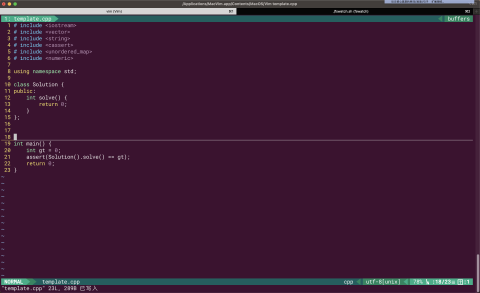 ./Applications/MacVim.app/Contents/MacOS/Vim template.cpp
vim (Vim)
1: template.cpp
buffers
1 # include <iostream>
2 # include <vector>
3 # include <string>
4 # include <cassert>
5 # include <unordered_map>
6 # include <numeric>
7
8 using namespace std;
9
10 class Solution {
11 public:
12 int solve() {
13 return 0;
14 }
15 };
16
17
18
19 int main() {
20 int gt = 0;
21 assert(Solution().solve() == gt);
22 return 0;
23 }
NORMAL template.cpp cpp utf-8[unix] 78% :18/23
"template.cpp" 23L, 289B 已写入